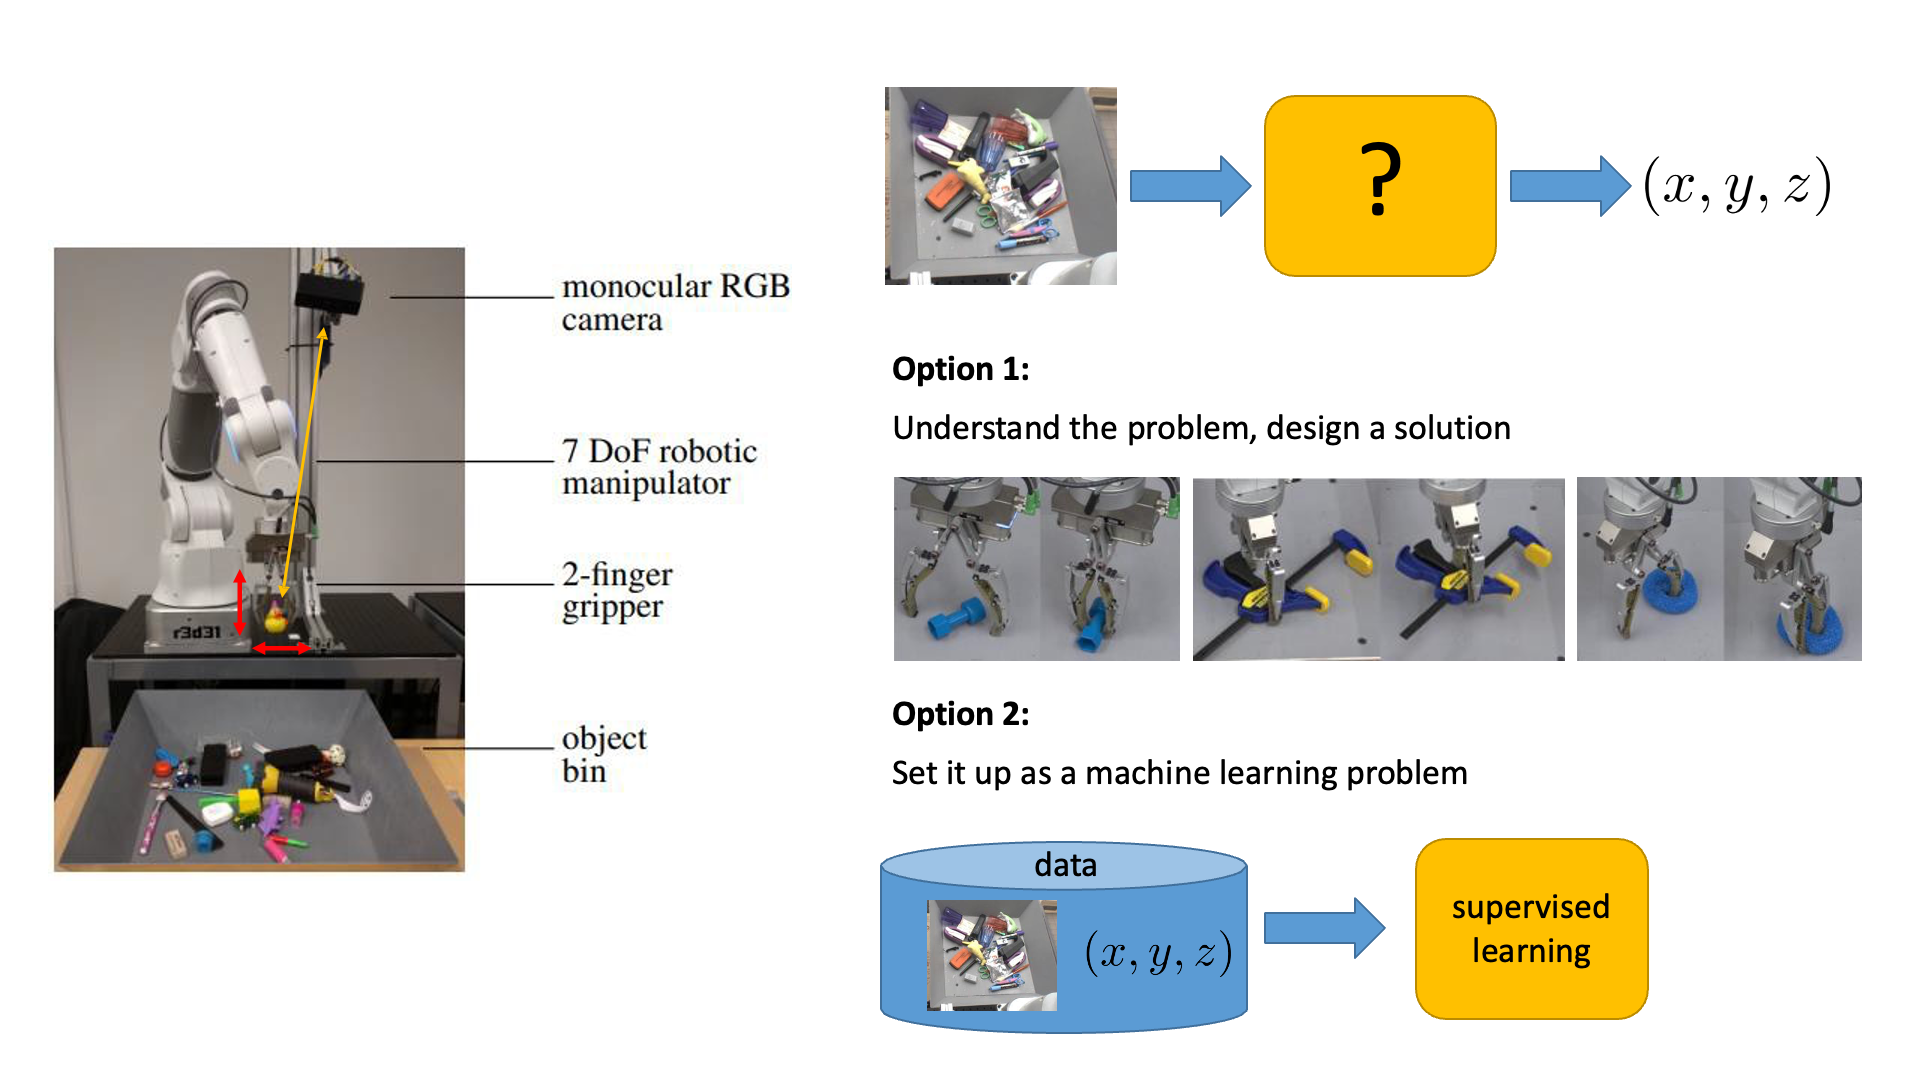 monocular RGB
camera
7 DoF robotic
manipulator
2-finger
gripper
object
bin
r3d31
?
(x, y, z)
Option 1:
Understand the problem, design a solution
Option 2:
Set it up as a machine learning problem
data
(x, y, z)
supervised
learning